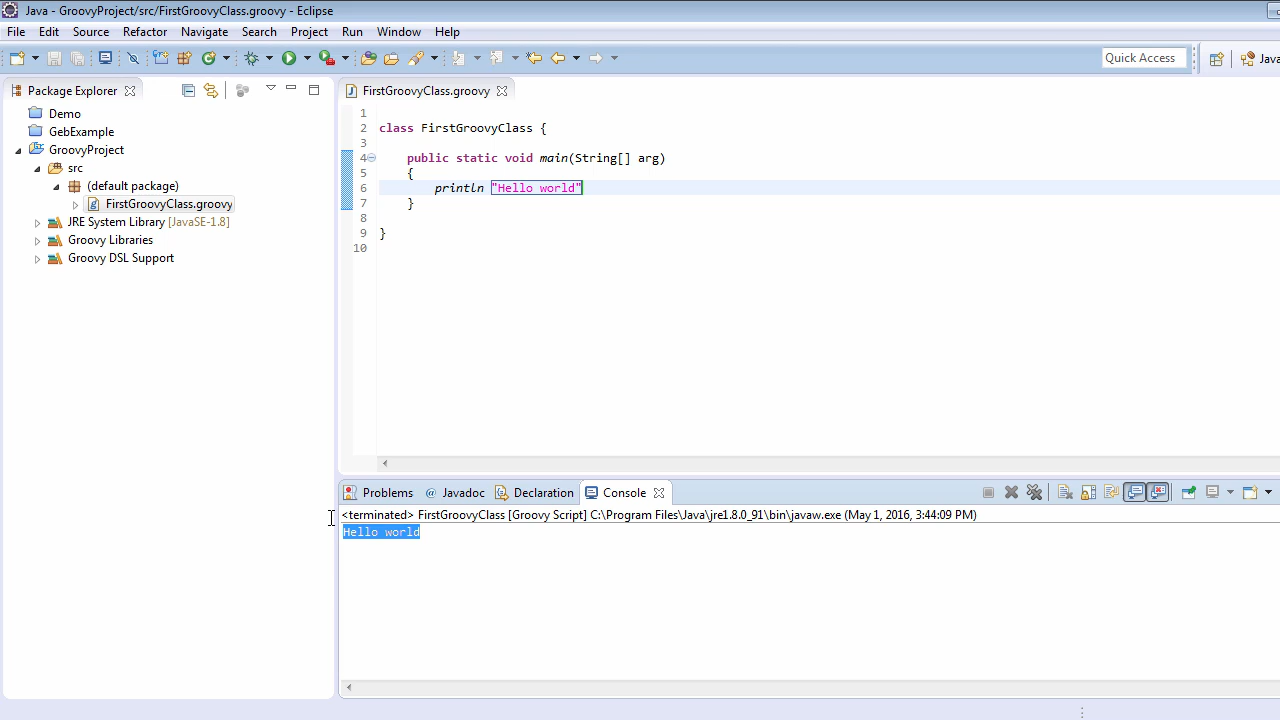 Java - GroovyProject/src/FirstGroovyClass.groovy - Eclipse
File Edit Source Refactor Navigate Search Project Run Window Help
Quick Access
Java
Package Explorer
Demo
GebExample
GroovyProject
src
(default package)
FirstGroovyClass.groovy
JRE System Library [JavaSE-1.8]
Groovy Libraries
Groovy DSL Support
FirstGroovyClass.groovy
1
2 class FirstGroovyClass {
3
4 public static void main(String[] arg)
5 {
6 println "Hello world"
7 }
8
9 }
10
Problems @ Javadoc Declaration Console
<terminated> FirstGroovyClass [Groovy Script] C:\Program Files\Java\jre1.8.0_91\bin\javaw.exe (May 1, 2016, 3:44:09 PM)
Hello world